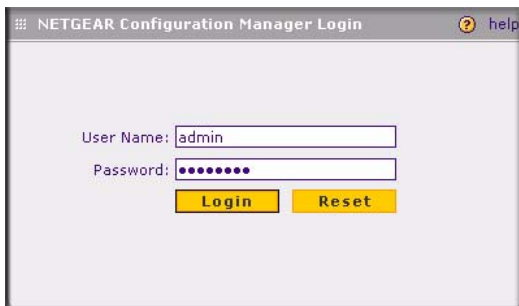 NETGEAR Configuration Manager Login ? help
User Name: admin
Password: ••••••••
Login Reset